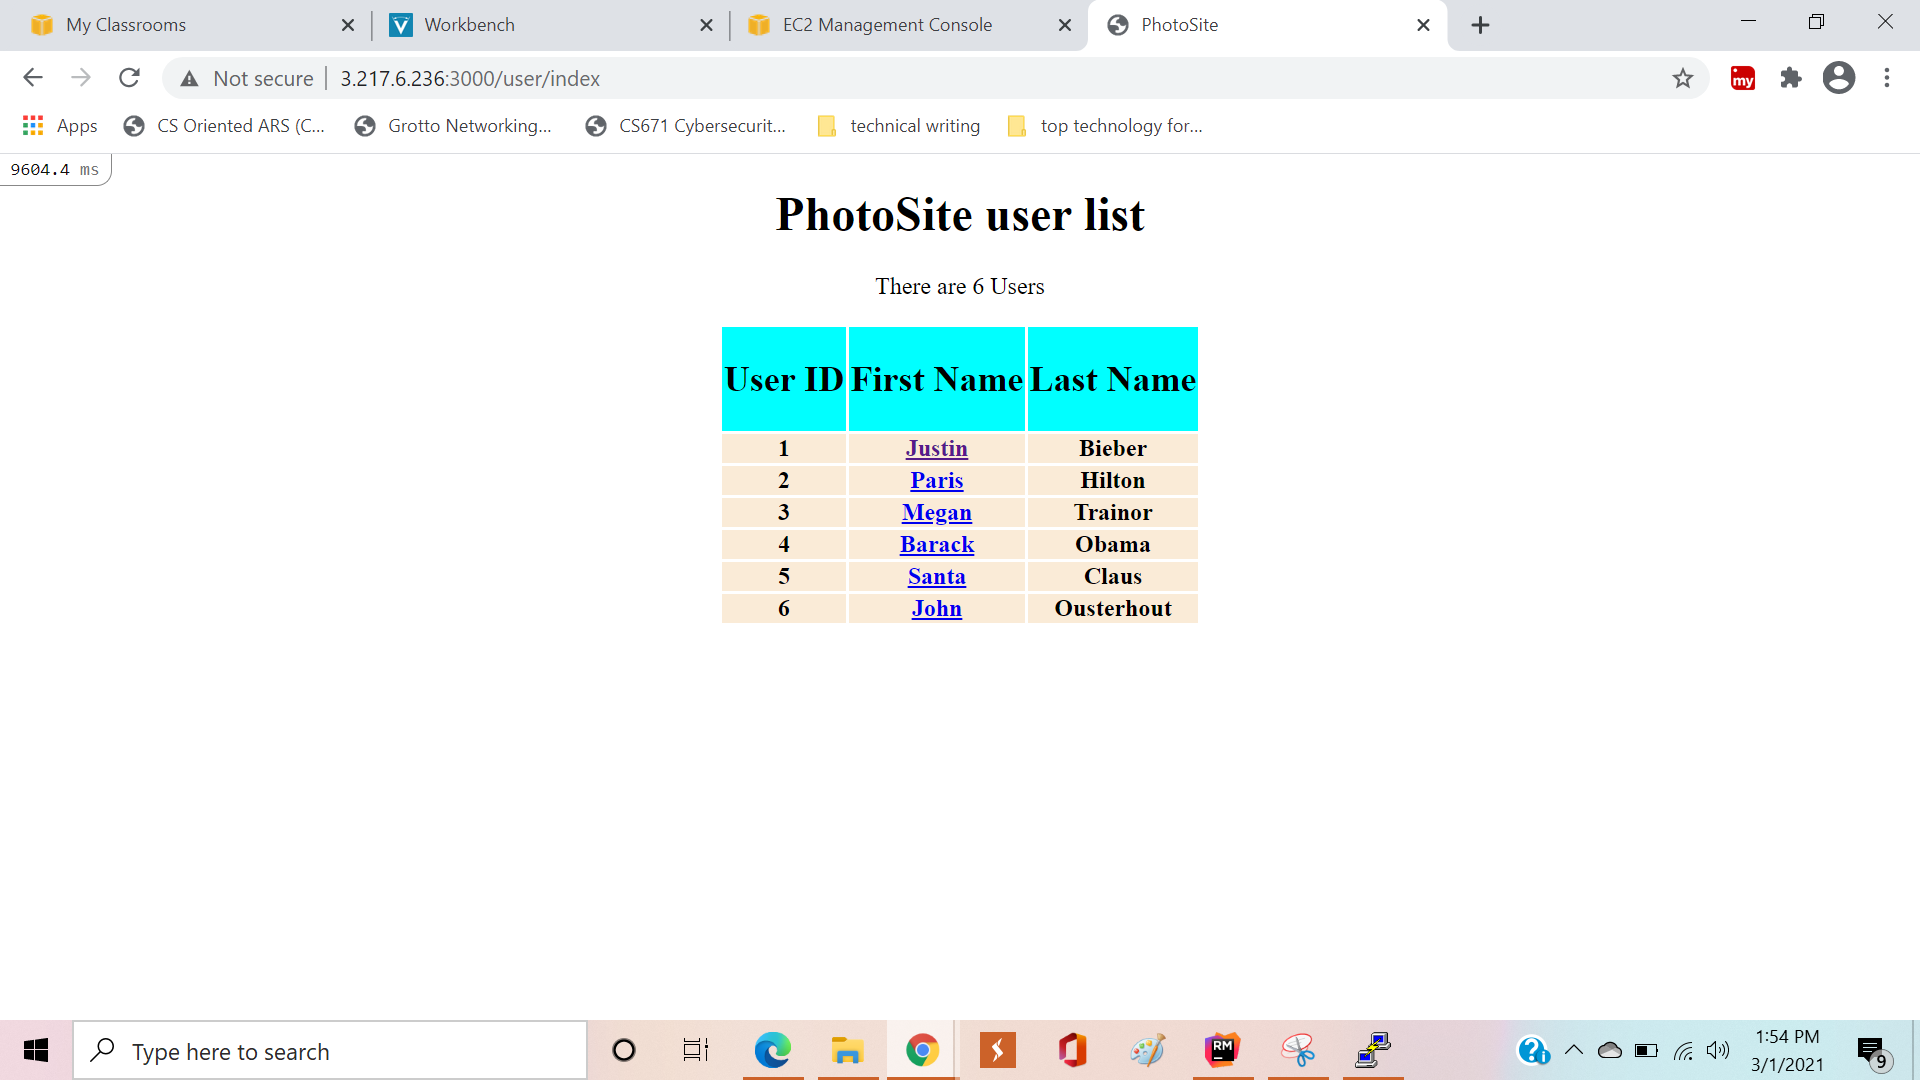 My Classrooms
Workbench
EC2 Management Console
PhotoSite
Not secure
3.217.6.236:3000/user/index
my
Apps
CS Oriented ARS (C...
Grotto Networking...
CS671 Cybersecurit...
technical writing
top technology for...
9604.4 ms
PhotoSite user list
There are 6 Users
User ID First Name Last Name
1 Justin Bieber
2 Paris Hilton
3 Megan Trainor
4 Barack Obama
5 Santa Claus
6 John Ousterhout
Type here to search
RM
1:54 PM
3/1/2021
9